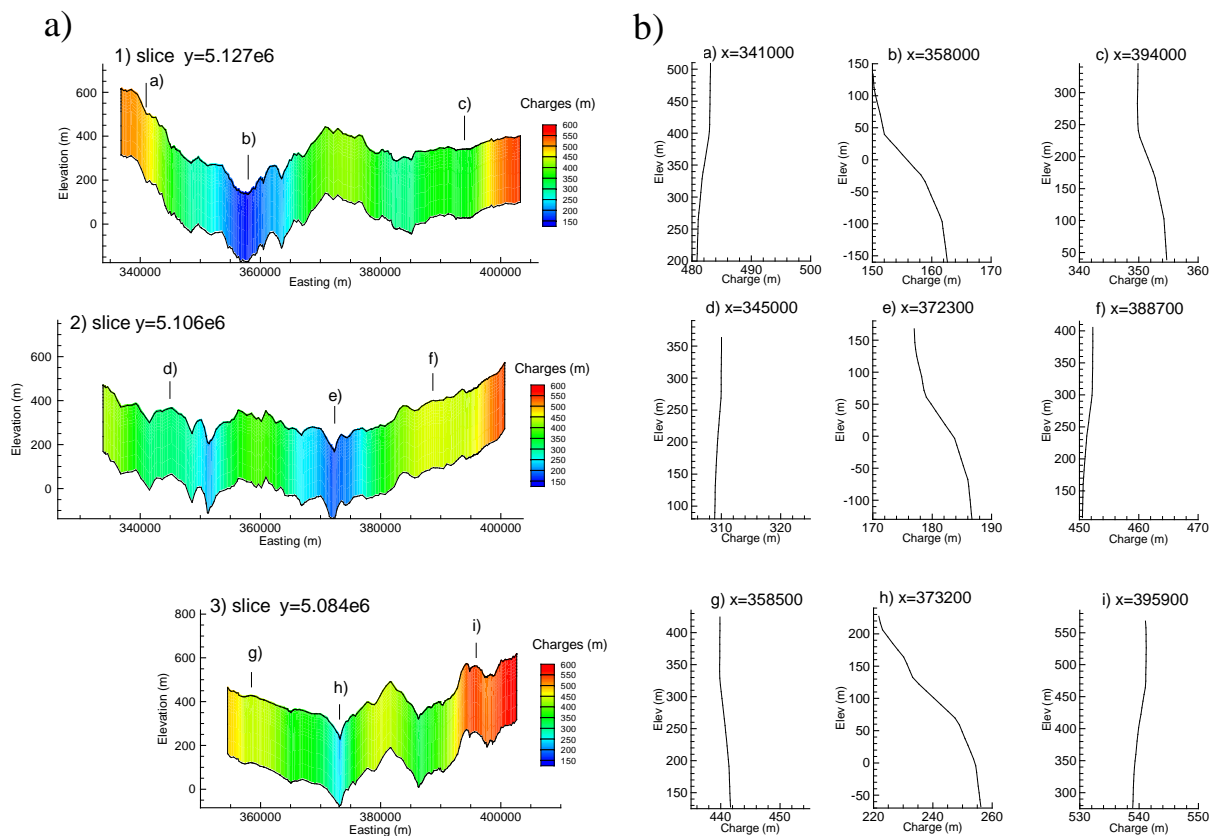 a)
1) slice y=5.127e6
a)
b)
c)
Charges (m)
600
550
500
450
400
350
300
250
200
150
Elevation (m)
600
400
200
0
340000 360000 380000 400000
Easting (m)
2) slice y=5.106e6
d)
e)
f)
Charges (m)
600
550
500
450
400
350
300
250
200
150
Elevation (m)
600
400
200
0
340000 360000 380000 400000
Easting (m)
3) slice y=5.084e6
g)
h)
i)
Charges (m)
600
550
500
450
400
350
300
250
200
150
Elevation (m)
800
600
400
200
0
360000 380000 400000
Easting (m)
b)
a) x=341000
Elev (m)
500
450
400
350
300
250
200
480 490 500
Charge (m)
b) x=358000
Elev (m)
150
100
50
0
-50
-100
-150
150 160 170
Charge (m)
c) x=394000
Elev (m)
300
250
200
150
100
50
340 350 360
Charge (m)
d) x=345000
Elev (m)
350
300
250
200
150
100
310 320
Charge (m)
e) x=372300
Elev (m)
150
100
50
0
-50
-100
170 180 190
Charge (m)
f) x=388700
Elev (m)
400
350
300
250
200
150
450 460 470
Charge (m)
g) x=358500
Elev (m)
400
350
300
250
200
150
440 450
Charge (m)
h) x=373200
Elev (m)
200
150
100
50
0
-50
220 240 260
Charge (m)
i) x=395900
Elev (m)
550
500
450
400
350
300
530 540 550
Charge (m)